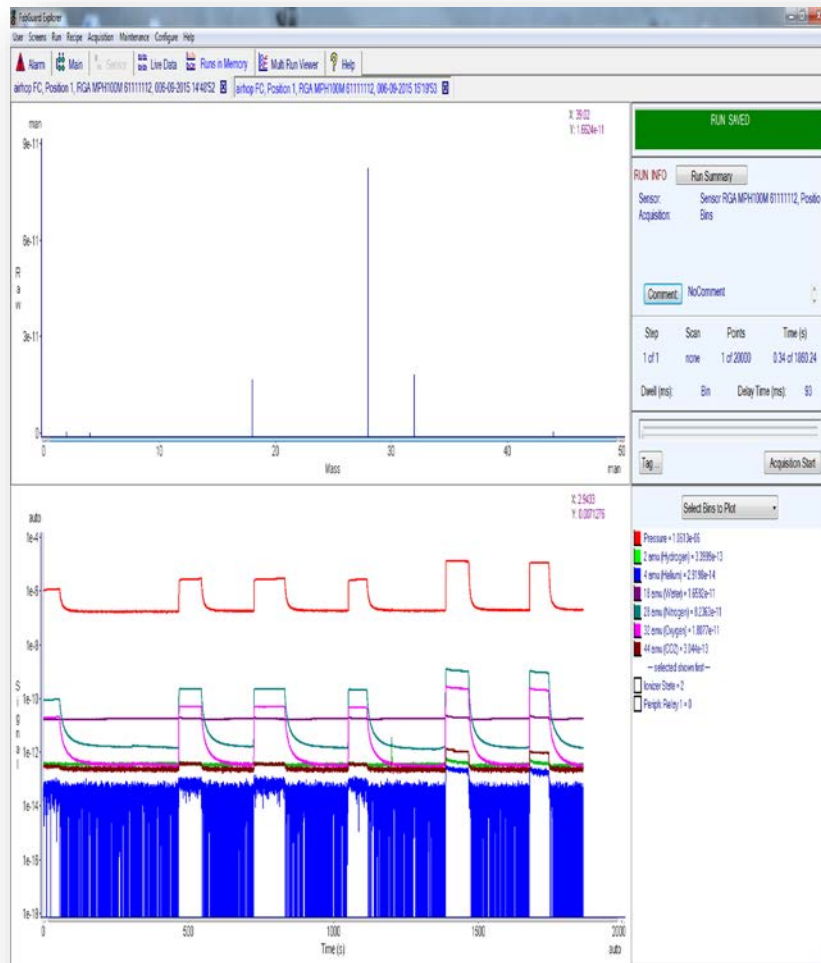 FabGuard Explorer
User Screens Run Recipe Acquisition Maintenance Configure Help
Alarm Main Sensor Live Data Runs in Memory Multi Run Viewer Help
airhop FC, Position 1, RGA MPH100M 61111112, 006-09-2015 14'48'52 airhop FC, Position 1, RGA MPH100M 61111112, 006-09-2015 15'19'53
man
X: 39.02
Y: 1.6624e-11
9e-11
6e-11
3e-11
0
Raw
0 10 20 30 40 50
Mass
man
RUN SAVED
RUN INFO Run Summary
Sensor: Sensor RGA MPH100M 61111112, Positio
Acquisition: Bins
Comment: NoComment
Step Scan Points Time (s)
1 of 1 none 1 of 20000 0.34 of 1860.24
Dwell (ms): Bin Delay Time (ms): 93
Tag ... Acquisition Start
auto
X: 2.9433
Y: 0.0071276
1e-4
1e-6
1e-8
1e-10
1e-12
1e-14
1e-16
1e-18
Signal
0 500 1000 1500 2000
Time (s)
auto
Select Bins to Plot
Pressure = 1.0513e-06
2 amu (Hydrogen) = 3.3995e-13
4 amu (Helium) = 2.9198e-14
18 amu (Water) = 1.6592e-11
28 amu (Nitrogen) = 8.2363e-11
32 amu (Oxygen) = 1.8077e-11
44 amu (CO2) = 3.044e-13
--- selected shown first ---
Ionizer State = 2
Periph: Relay 1 = 0